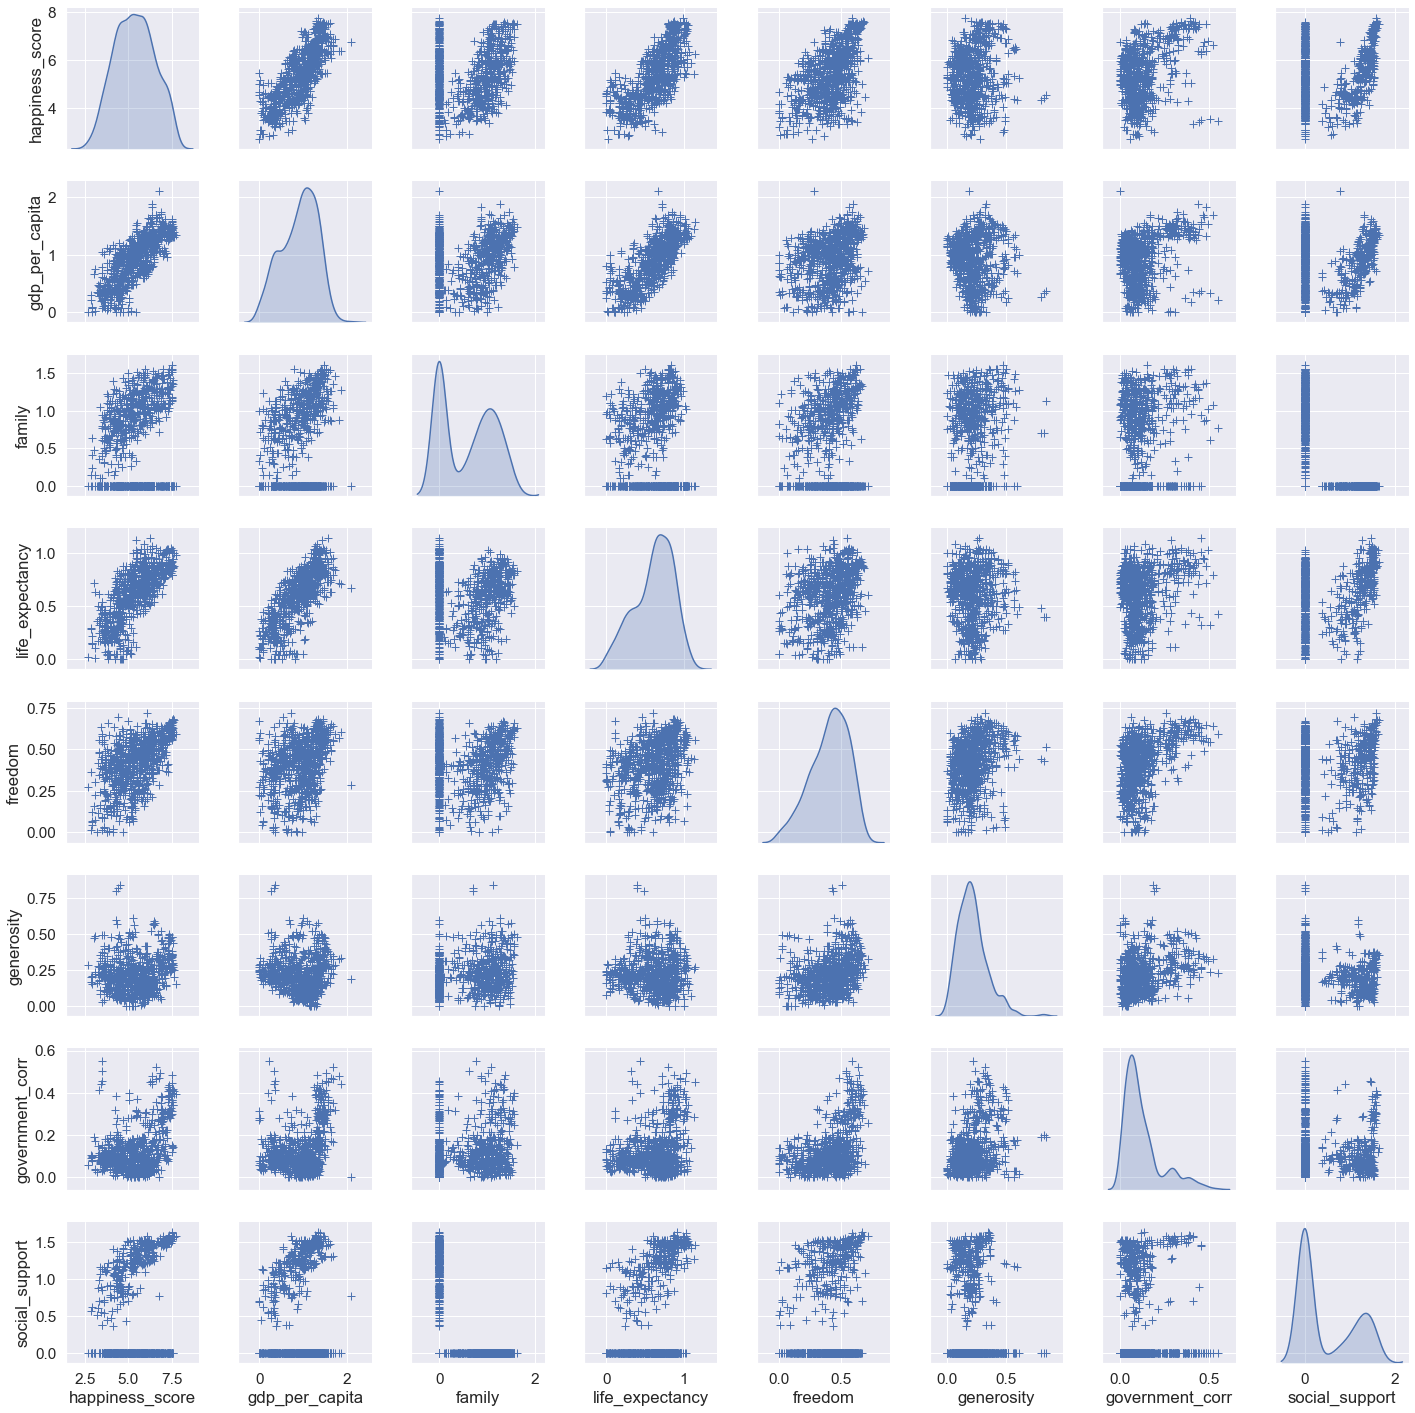 happiness_score
8
6
4
gdp_per_capita
2
1
0
family
1.5
1.0
0.5
0.0
life_expectancy
1.0
0.5
0.0
freedom
0.75
0.50
0.25
0.00
generosity
0.75
0.50
0.25
0.00
government_corr
0.6
0.4
0.2
0.0
social_support
1.5
1.0
0.5
0.0
2.5 5.0 7.5 0 2 0 2 0 1 0.0 0.5 0.0 0.5 0.0 0.5 0 2
happiness_score gdp_per_capita family life_expectancy freedom generosity government_corr social_support